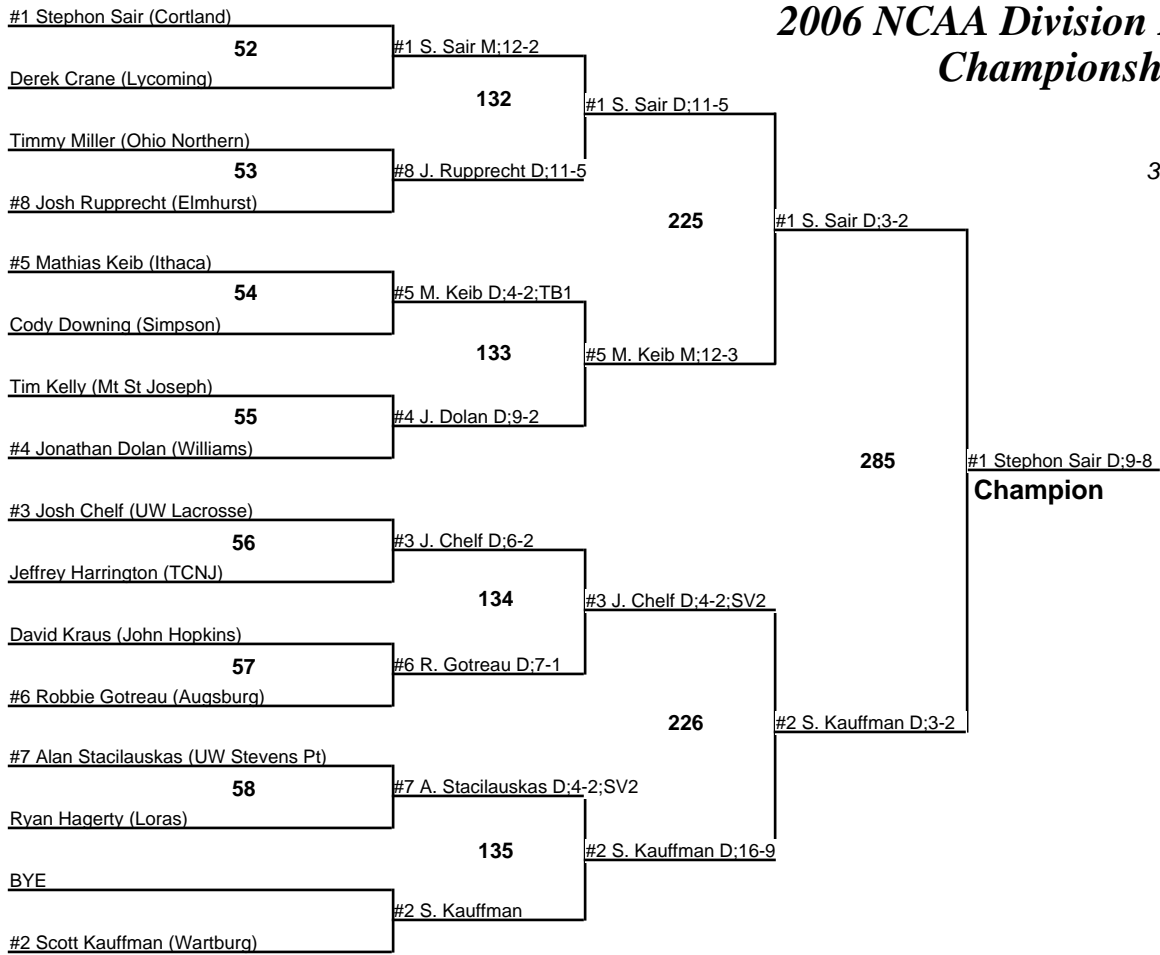 2006 NCAA Division
Championsh
3
#1 Stephon Sair (Cortland)
52
Derek Crane (Lycoming)
#1 S. Sair M;12-2
132
Timmy Miller (Ohio Northern)
53
#8 Josh Rupprecht (Elmhurst)
#8 J. Rupprecht D;11-5
#1 S. Sair D;11-5
225
#5 Mathias Keib (Ithaca)
54
Cody Downing (Simpson)
#5 M. Keib D;4-2;TB1
133
Tim Kelly (Mt St Joseph)
55
#4 Jonathan Dolan (Williams)
#4 J. Dolan D;9-2
#5 M. Keib M;12-3
#1 S. Sair D;3-2
285
#1 Stephon Sair D;9-8
Champion
#3 Josh Chelf (UW Lacrosse)
56
Jeffrey Harrington (TCNJ)
#3 J. Chelf D;6-2
134
David Kraus (John Hopkins)
57
#6 Robbie Gotreau (Augsburg)
#6 R. Gotreau D;7-1
#3 J. Chelf D;4-2;SV2
226
#7 Alan Stacilauskas (UW Stevens Pt)
58
Ryan Hagerty (Loras)
#7 A. Stacilauskas D;4-2;SV2
135
BYE
#2 Scott Kauffman (Wartburg)
#2 S. Kauffman
#2 S. Kauffman D;16-9
#2 S. Kauffman D;3-2